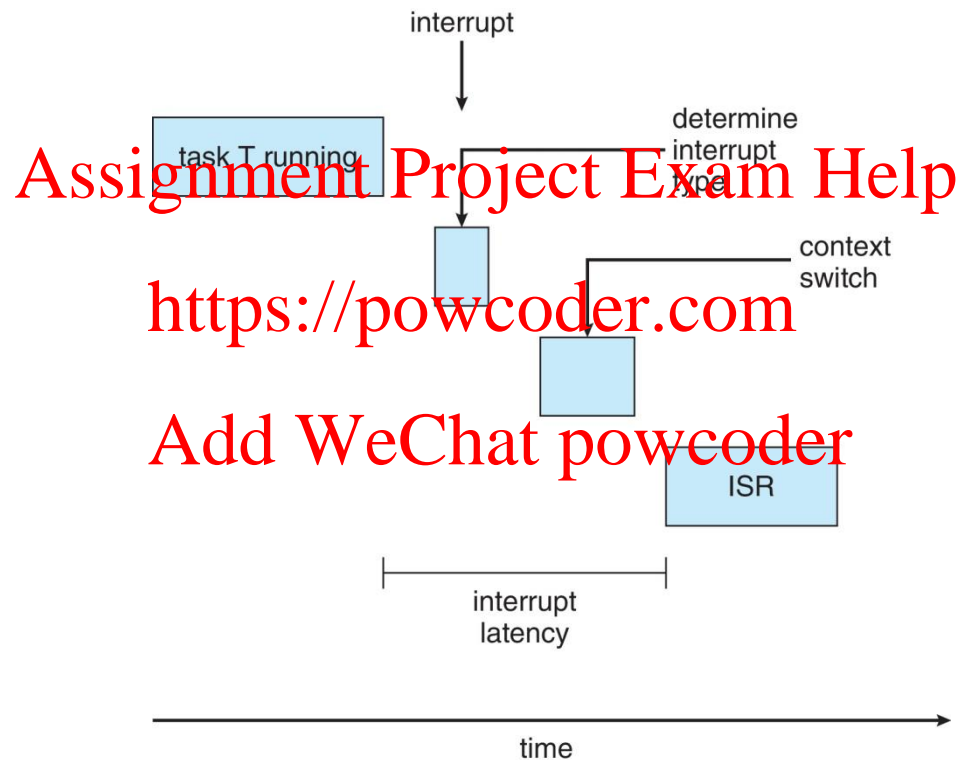 interrupt
task T running
determine
interrupt
type
Assignment Project Exam Help
context
switch
https://powcoder.com
Add WeChat powcoder
ISR
interrupt
latency
time